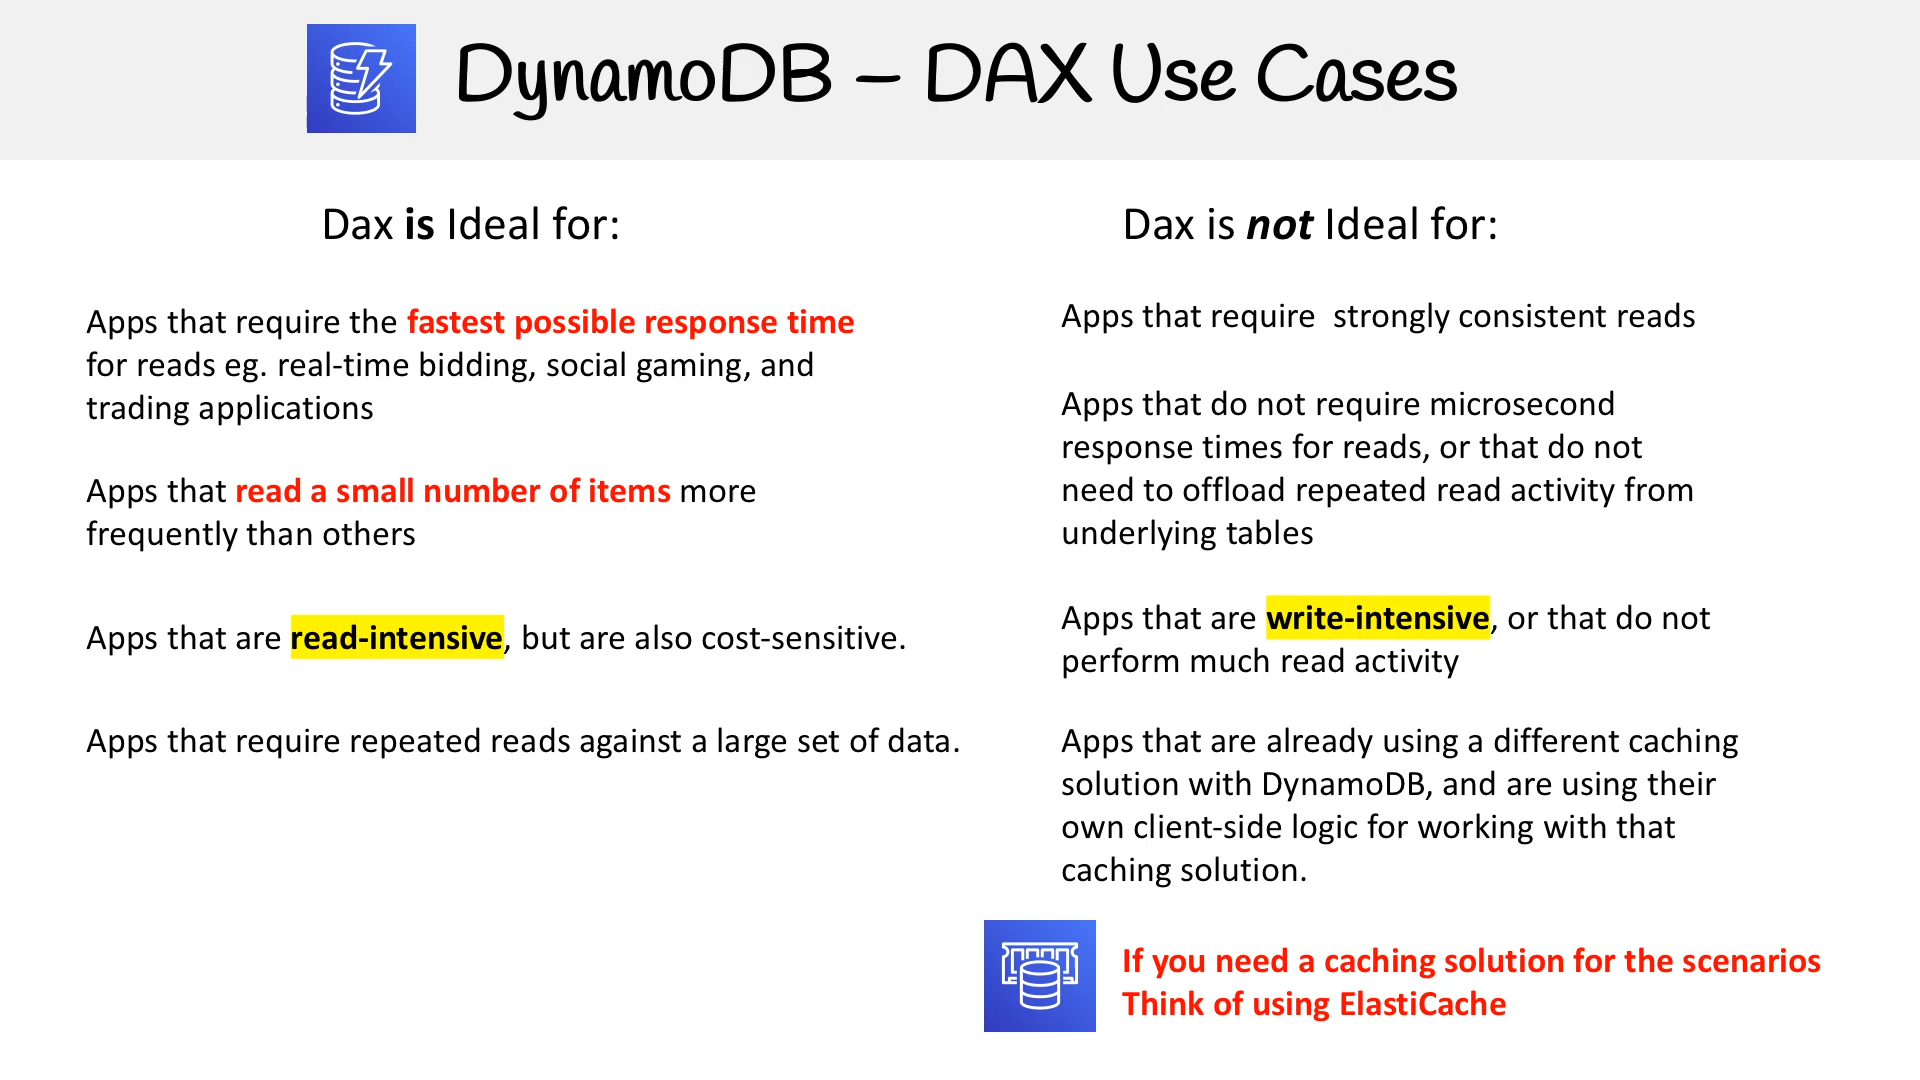 DynamoDB – DAX Use Cases
Dax is Ideal for:
Apps that require the fastest possible response time
for reads eg. real-time bidding, social gaming, and
trading applications
Apps that read a small number of items more
frequently than others
Apps that are read-intensive, but are also cost-sensitive.
Apps that require repeated reads against a large set of data.
Dax is not Ideal for:
Apps that require  strongly consistent reads
Apps that do not require microsecond
response times for reads, or that do not
need to offload repeated read activity from
underlying tables
Apps that are write-intensive, or that do not
perform much read activity
Apps that are already using a different caching
solution with DynamoDB, and are using their
own client-side logic for working with that
caching solution.
If you need a caching solution for the scenarios
Think of using ElastiCache